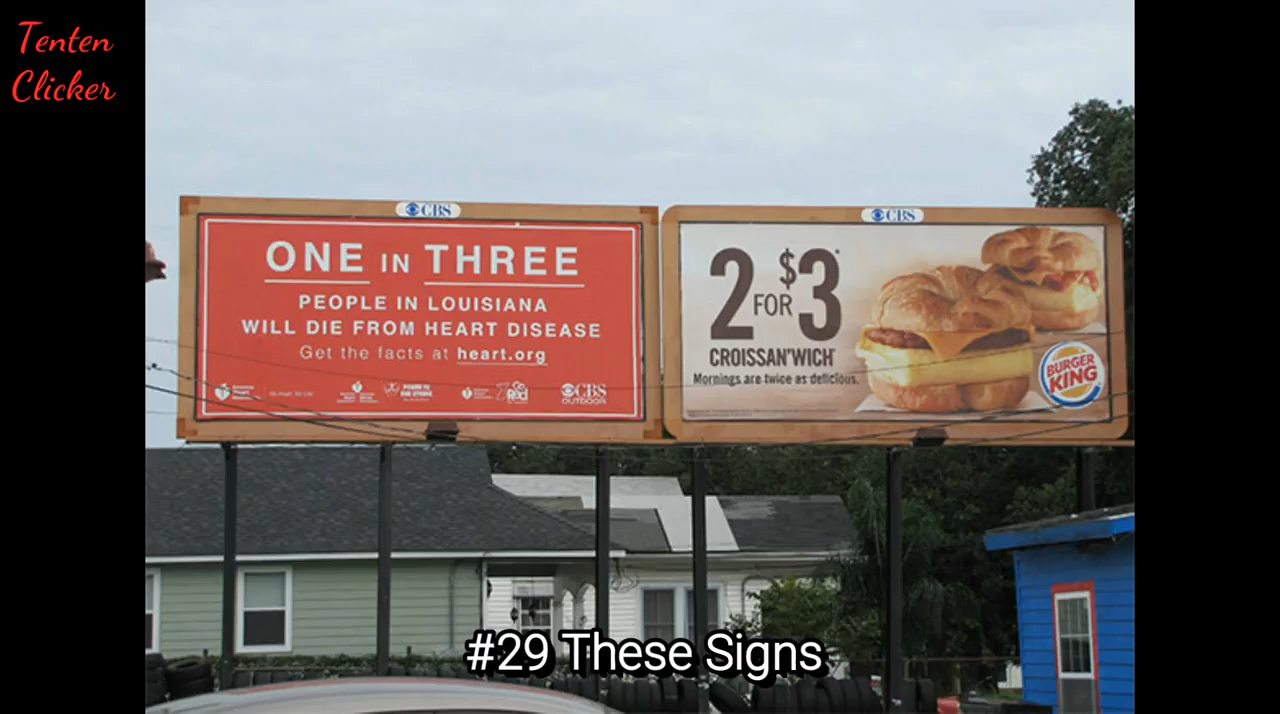 Tenten
Clicker
CBS
ONE IN THREE
PEOPLE IN LOUISIANA
WILL DIE FROM HEART DISEASE
Get the facts at heart.org
CBS
OUTDOOR
CBS
2 FOR $3
CROISSAN'WICH
Mornings are twice as delicious.
BURGER
KING
#29 These Signs